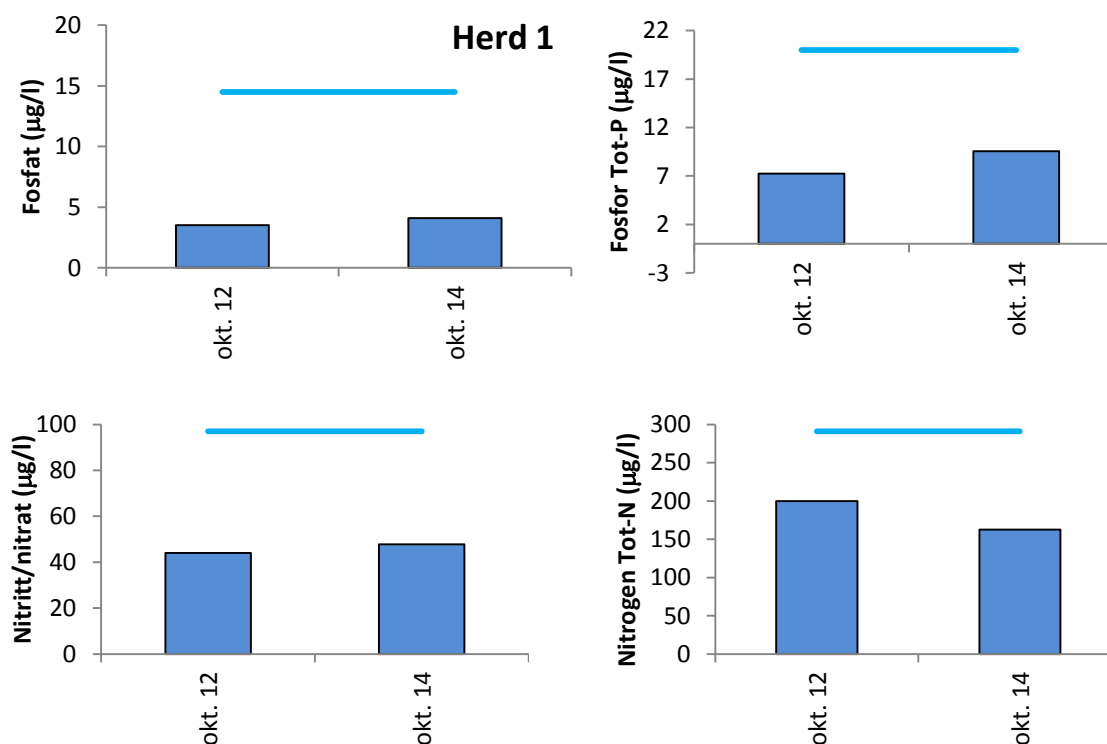 Herd 1
Fosfat (µg/l)
20
15
10
5
0
okt. 12
okt. 14
Fosfor Tot-P (µg/l)
22
17
12
7
2
-3
okt. 12
okt. 14
Nitritt/nitrat (µg/l)
100
80
60
40
20
0
okt. 12
okt. 14
Nitrogen Tot-N (µg/l)
300
250
200
150
100
50
0
okt. 12
okt. 14